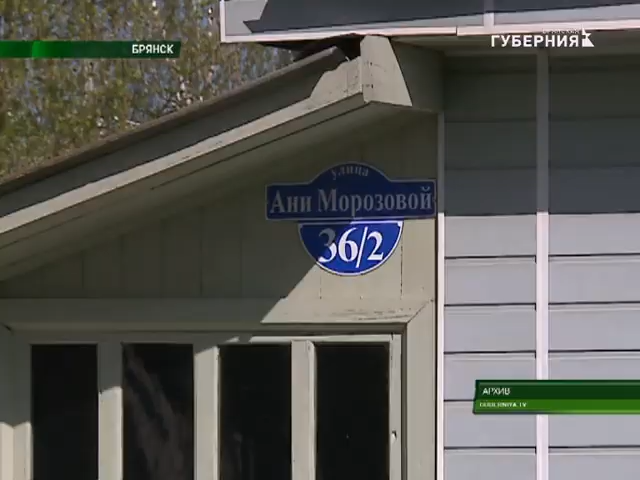 ГУБЕРНИЯ
БРЯНСК
улица
Ани Морозовой
36/2
АРХИВ